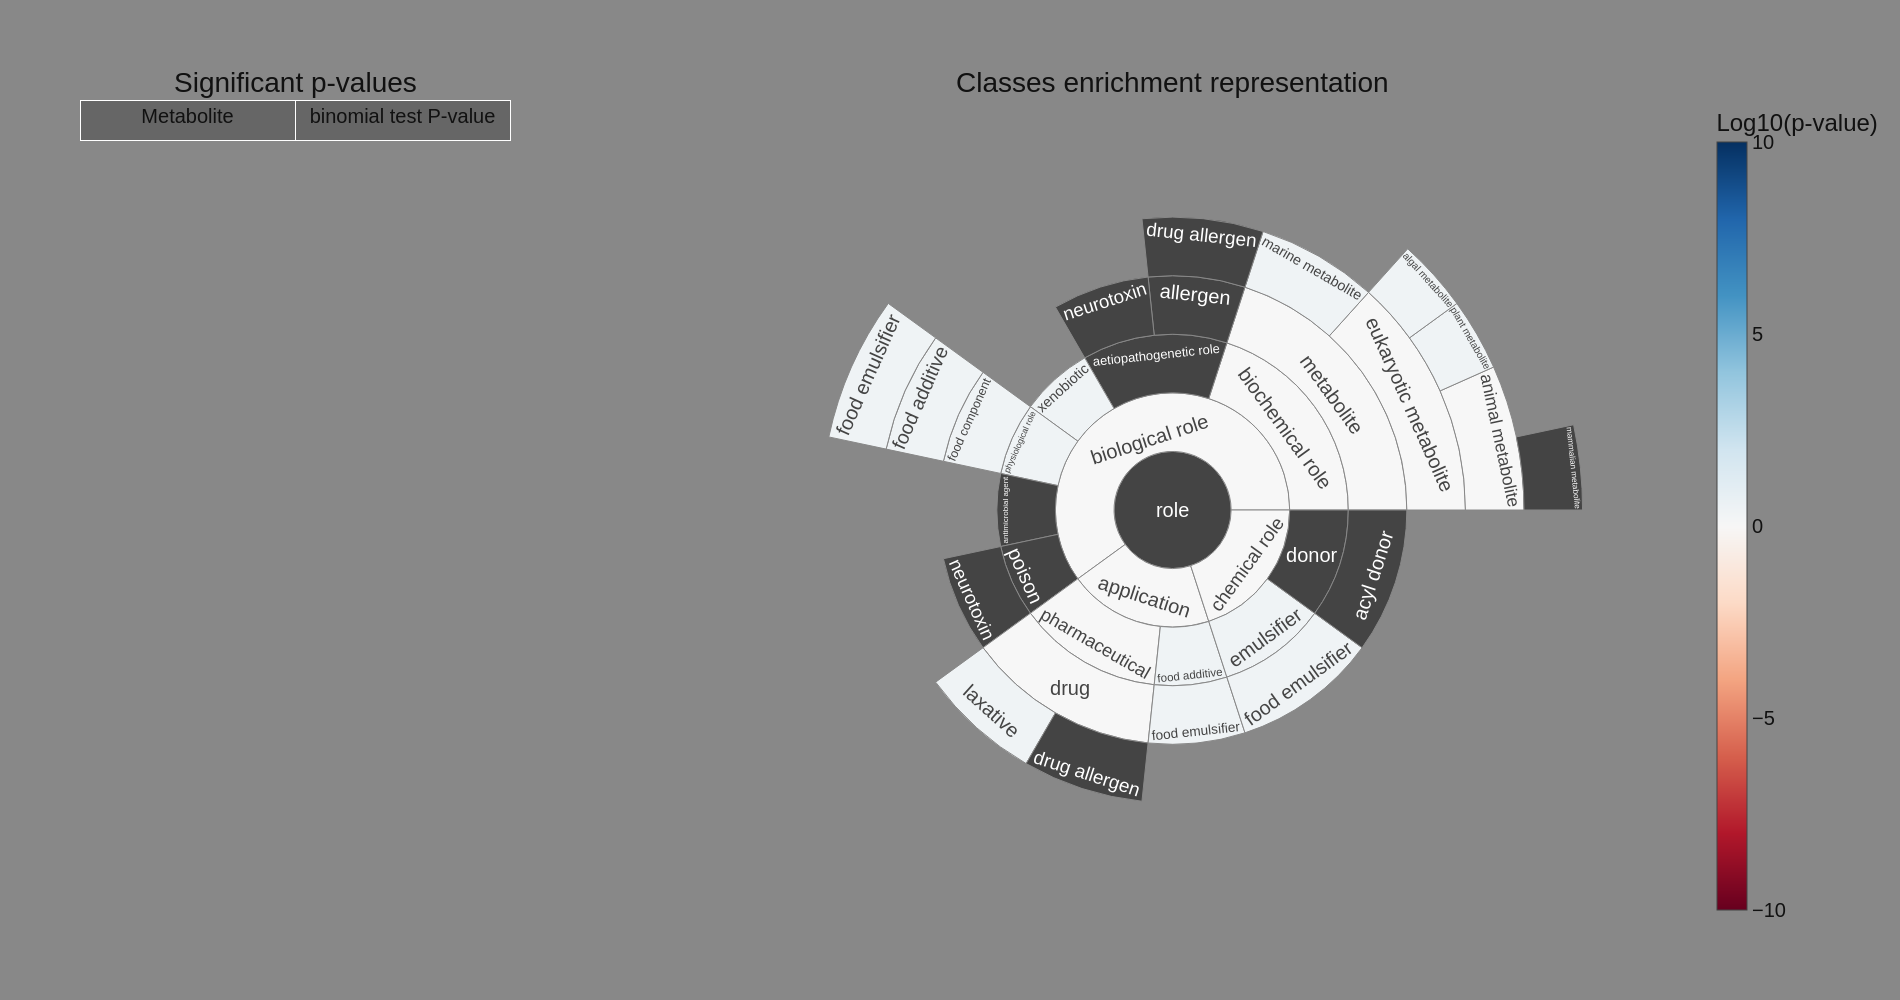 Significant p-values
Metabolite
binomial test P-value
Classes enrichment representation
Log10(p-value)
10
5
0
−5
−10
role
biological role
biochemical role
metabolite
eukaryotic metabolite
animal metabolite
mammalian metabolite
plant metabolite
algal metabolite
marine metabolite
aetiopathogenetic role
allergen
drug allergen
neurotoxin
xenobiotic
physiological role
food component
food additive
food emulsifier
antimicrobial agent
poison
neurotoxin
application
pharmaceutical
drug
laxative
drug allergen
food additive
food emulsifier
chemical role
emulsifier
food emulsifier
donor
acyl donor